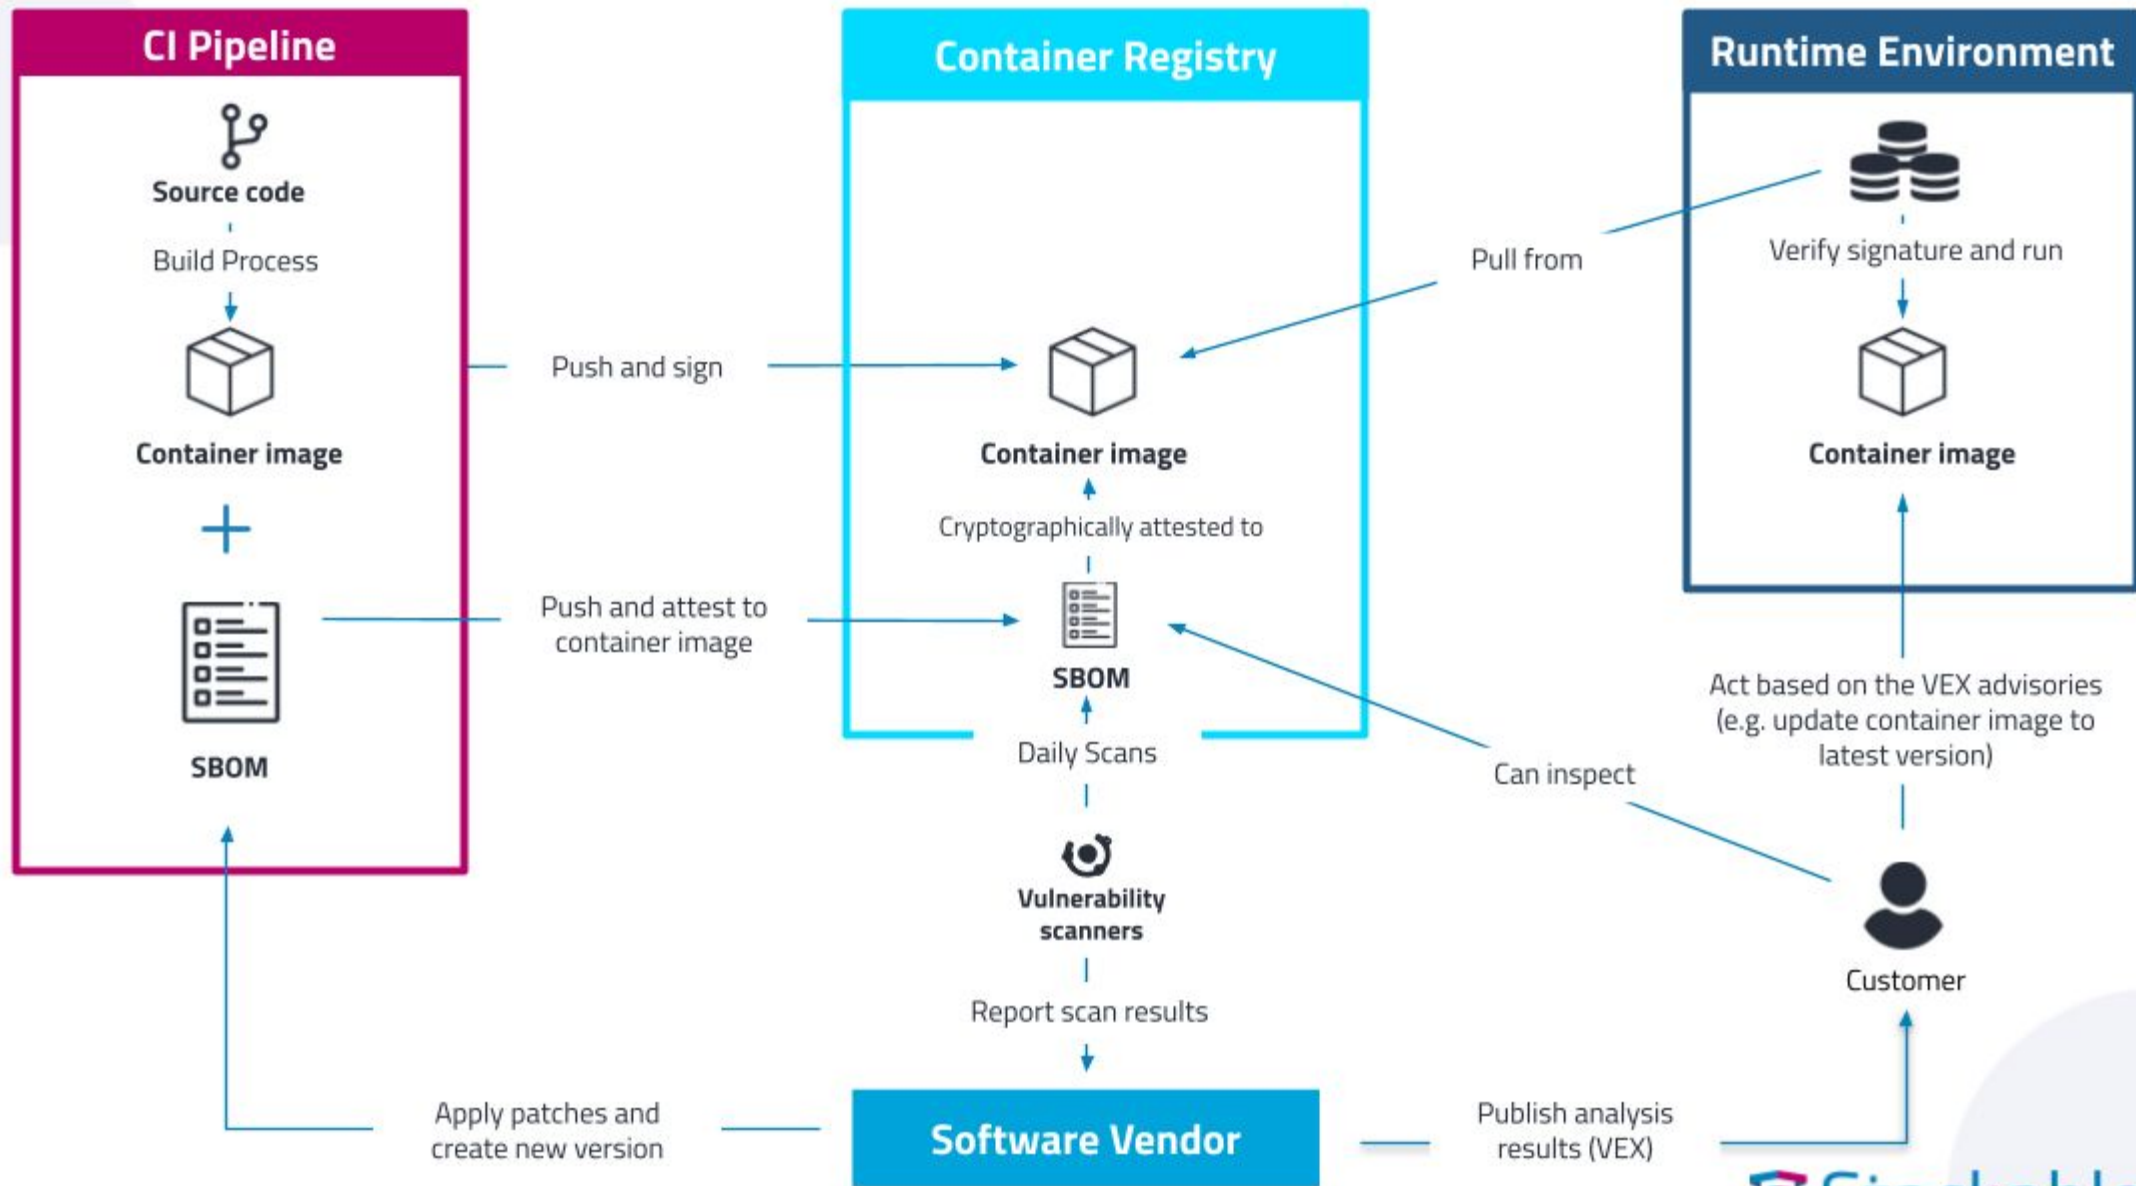 CI Pipeline
Source code
Build Process
Container image
SBOM
Push and sign
Push and attest to
container image
Container Registry
Container image
Cryptographically attested to
SBOM
Daily Scans
Vulnerability
scanners
Report scan results
Software Vendor
Apply patches and
create new version
Pull from
Can inspect
Runtime Environment
Verify signature and run
Container image
Act based on the VEX advisories
(e.g. update container image to
latest version)
Customer
Publish analysis
results (VEX)